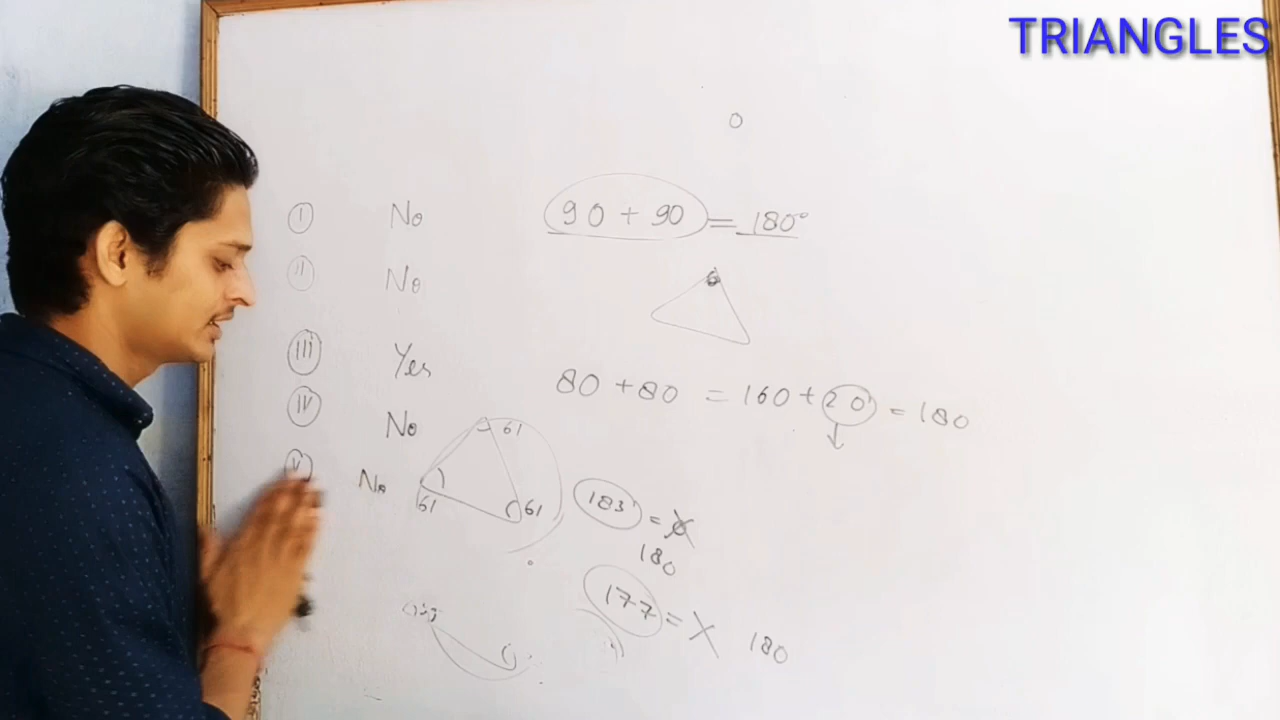 TRIANGLES
(i) No 90 + 90 = 180°
(ii) No
(iii) Yes 80 + 80 = 160 + 20 = 180
(iv) No 61
(v) No 61 61 183 =
180
177 = X 180